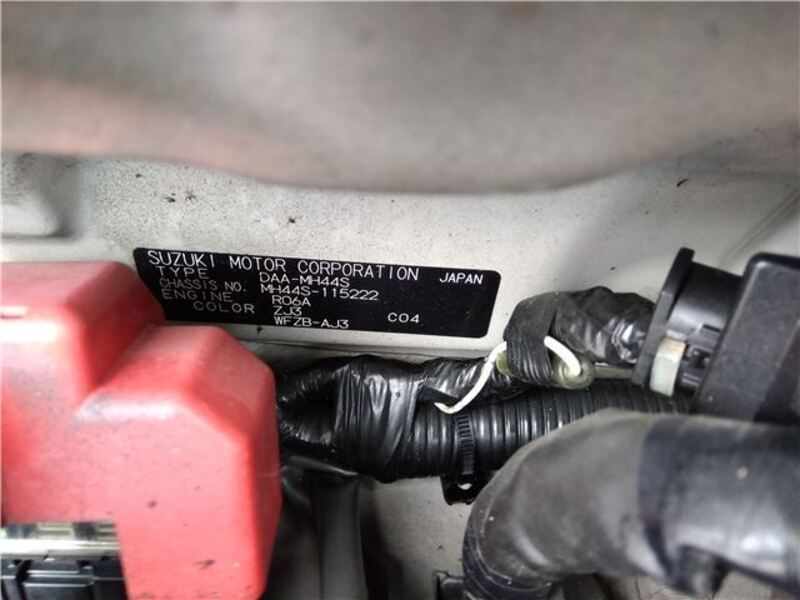 SUZUKI MOTOR CORPORATION JAPAN
TYPE DAA-MH44S
CHASSIS NO. MH44S-115222
ENGINE R06A
COLOR ZJ3
WFZB-AJ3 C04